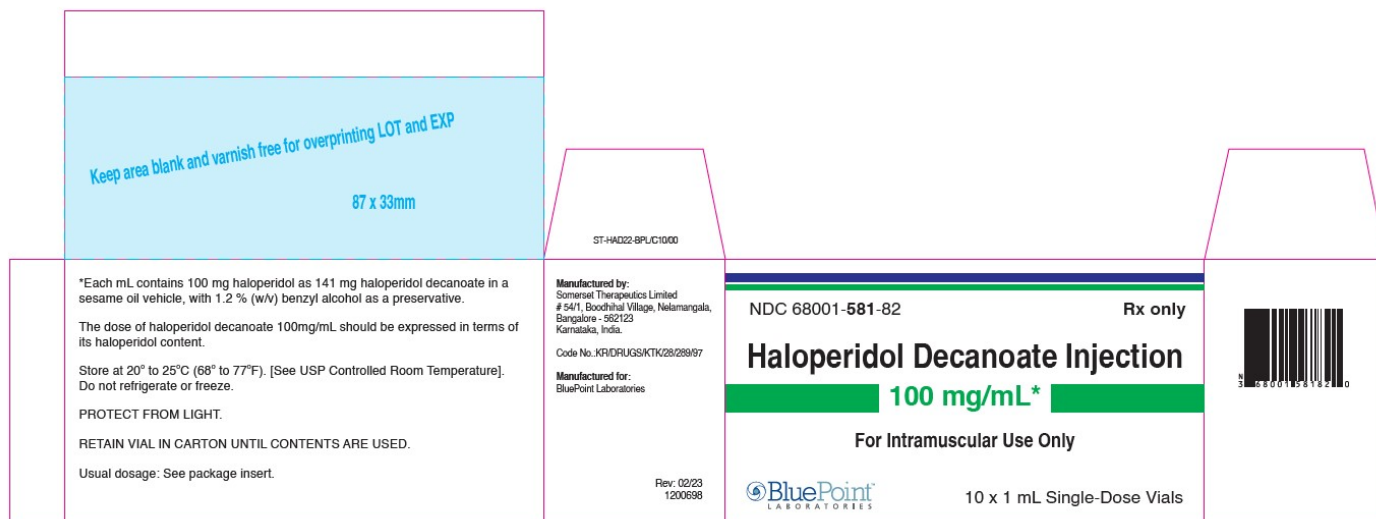 Keep area blank and varnish free for overprinting LOT and EXP
87 x 33mm
*Each mL contains 100 mg haloperidol as 141 mg haloperidol decanoate in a
sesame oil vehicle, with 1.2 % (w/v) benzyl alcohol as a preservative.
The dose of haloperidol decanoate 100mg/mL should be expressed in terms of
its haloperidol content.
Store at 20° to 25°C (68° to 77°F). [See USP Controlled Room Temperature].
Do not refrigerate or freeze.
PROTECT FROM LIGHT.
RETAIN VIAL IN CARTON UNTIL CONTENTS ARE USED.
Usual dosage: See package insert.
ST-HAD22-BPL/C10/00
Manufactured by:
Somerset Therapeutics Limited
# 54/1, Boodhihal Village, Nelamangala,
Bangalore - 562123
Karnataka, India.
Code No.:KR/DRUGS/KTK/28/289/97
Manufactured for:
BluePoint Laboratories
Rev: 02/23
1200698
NDC 68001-581-82
Rx only
Haloperidol Decanoate Injection
100 mg/mL*
For Intramuscular Use Only
BluePoint™
LABORATORIES
10 x 1 mL Single-Dose Vials
N
3 68001 58182 0